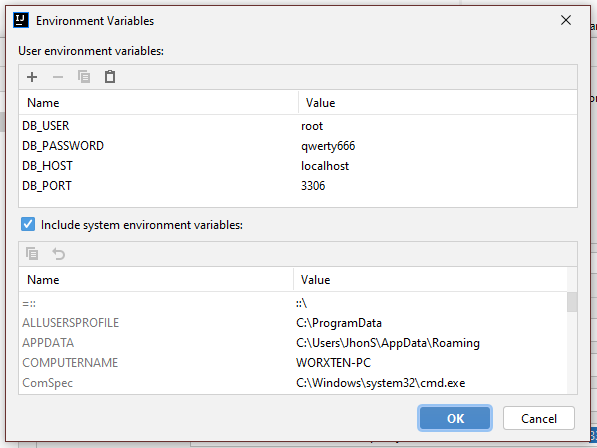 Environment Variables
User environment variables:
Name Value
DB_USER root
DB_PASSWORD qwerty666
DB_HOST localhost
DB_PORT 3306
Include system environment variables:
Name Value
=:: ::\
ALLUSERSPROFILE C:\ProgramData
APPDATA C:\Users\JhonS\AppData\Roaming
COMPUTERNAME WORXTEN-PC
ComSpec C:\Windows\system32\cmd.exe
OK Cancel